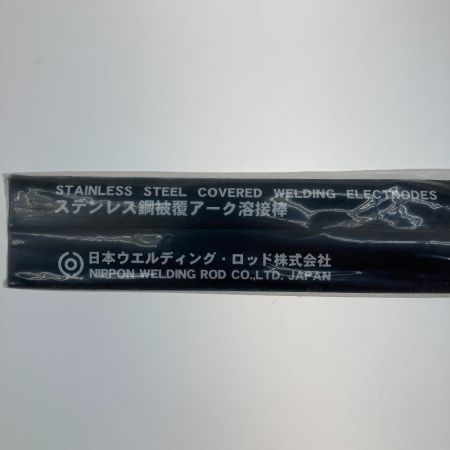 STAINLESS STEEL COVERED WELDING ELECTRODES
ステンレス鋼被覆アーク溶接棒
日本ウエルディング・ロッド株式会社
NIPPON WELDING ROD CO.,LTD. JAPAN